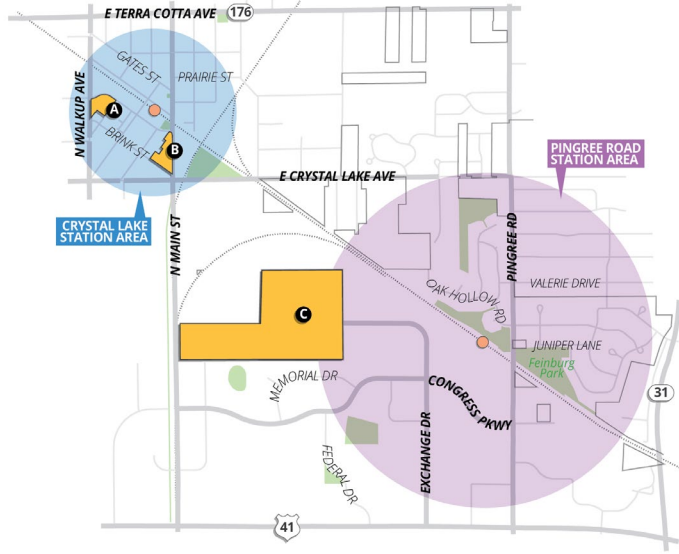 E TERRA COTTA AVE
176
GATES ST
PRAIRIE ST
N WALKUP AVE
A
BRINK ST
B
PINGREE ROAD
STATION AREA
E CRYSTAL LAKE AVE
CRYSTAL LAKE
STATION AREA
N MAIN ST
PINGREE RD
OAK HOLLOW RD
VALERIE DRIVE
C
JUNIPER LANE
Feinburg
Park
MEMORIAL DR
CONGRESS PKWY
31
EXCHANGE DR
FEDERAL DR
41